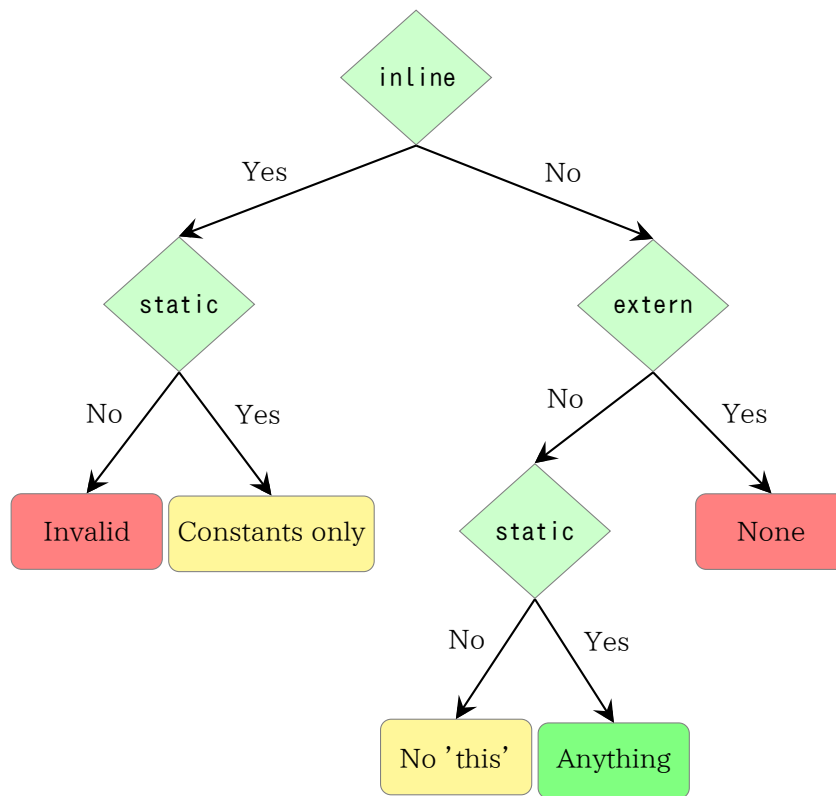 inline
Yes
No
static
extern
No
Yes
No
Yes
Invalid
Constants only
static
None
No
Yes
No 'this'
Anything